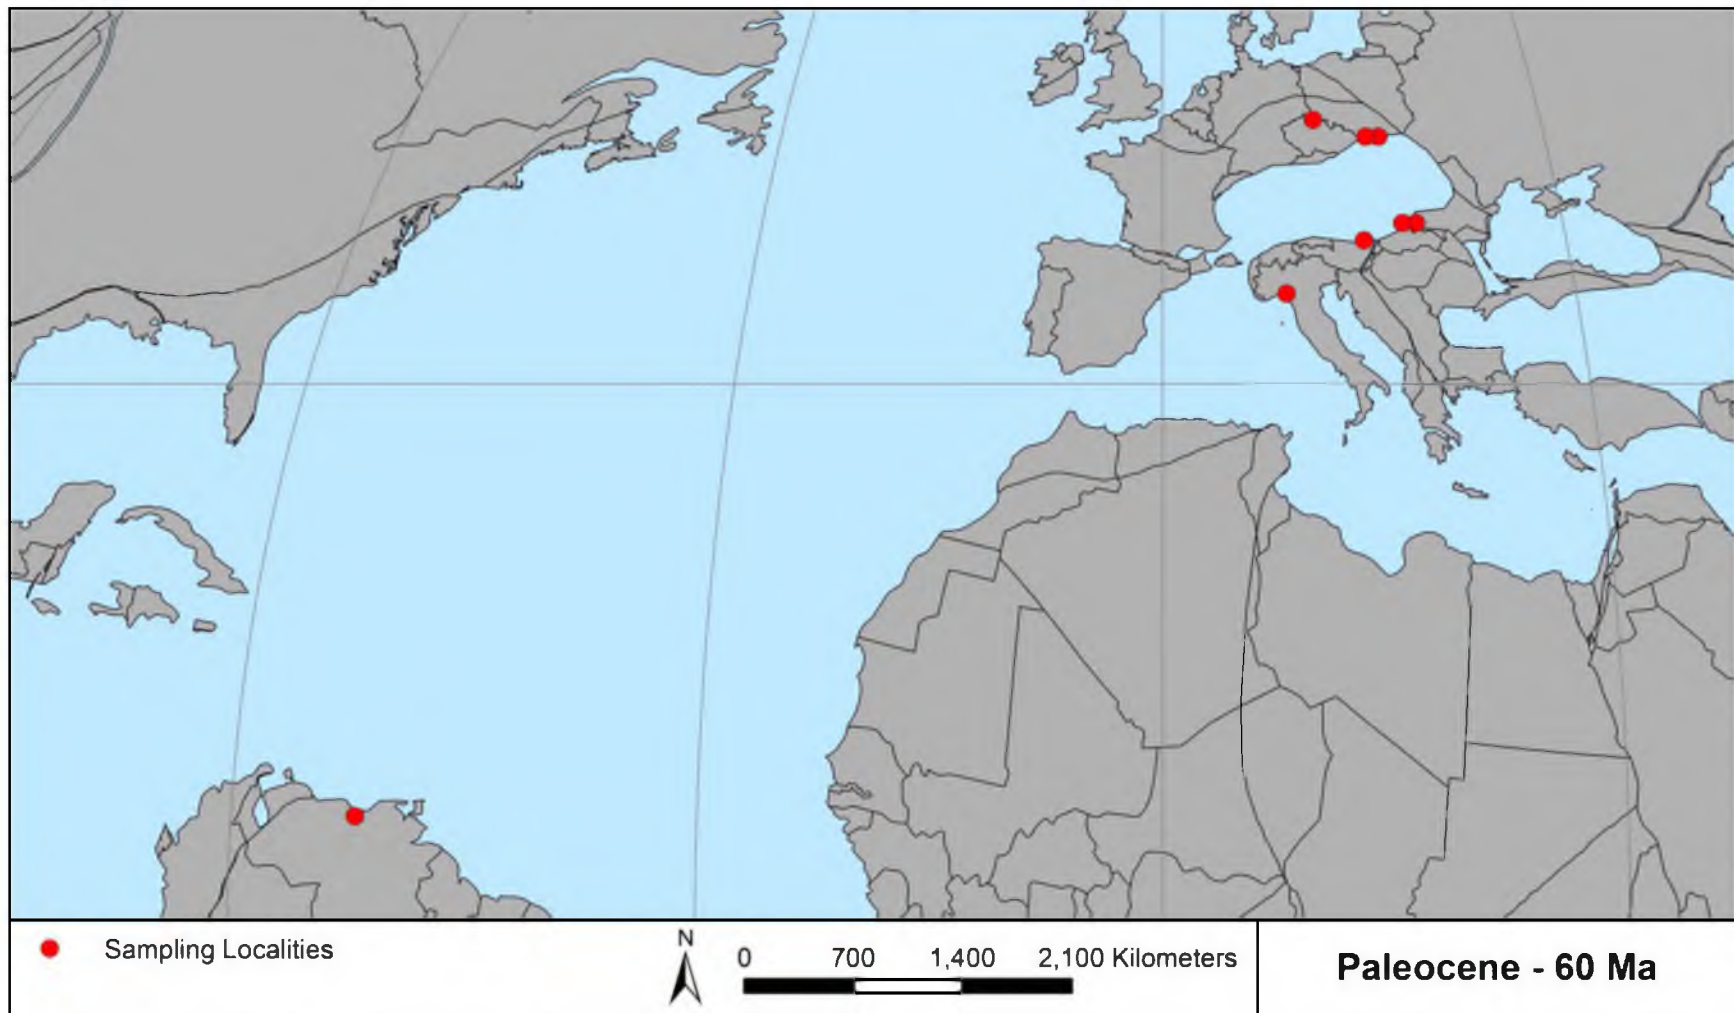 Sampling Localities
N
0 700 1,400 2,100 Kilometers
Paleocene - 60 Ma